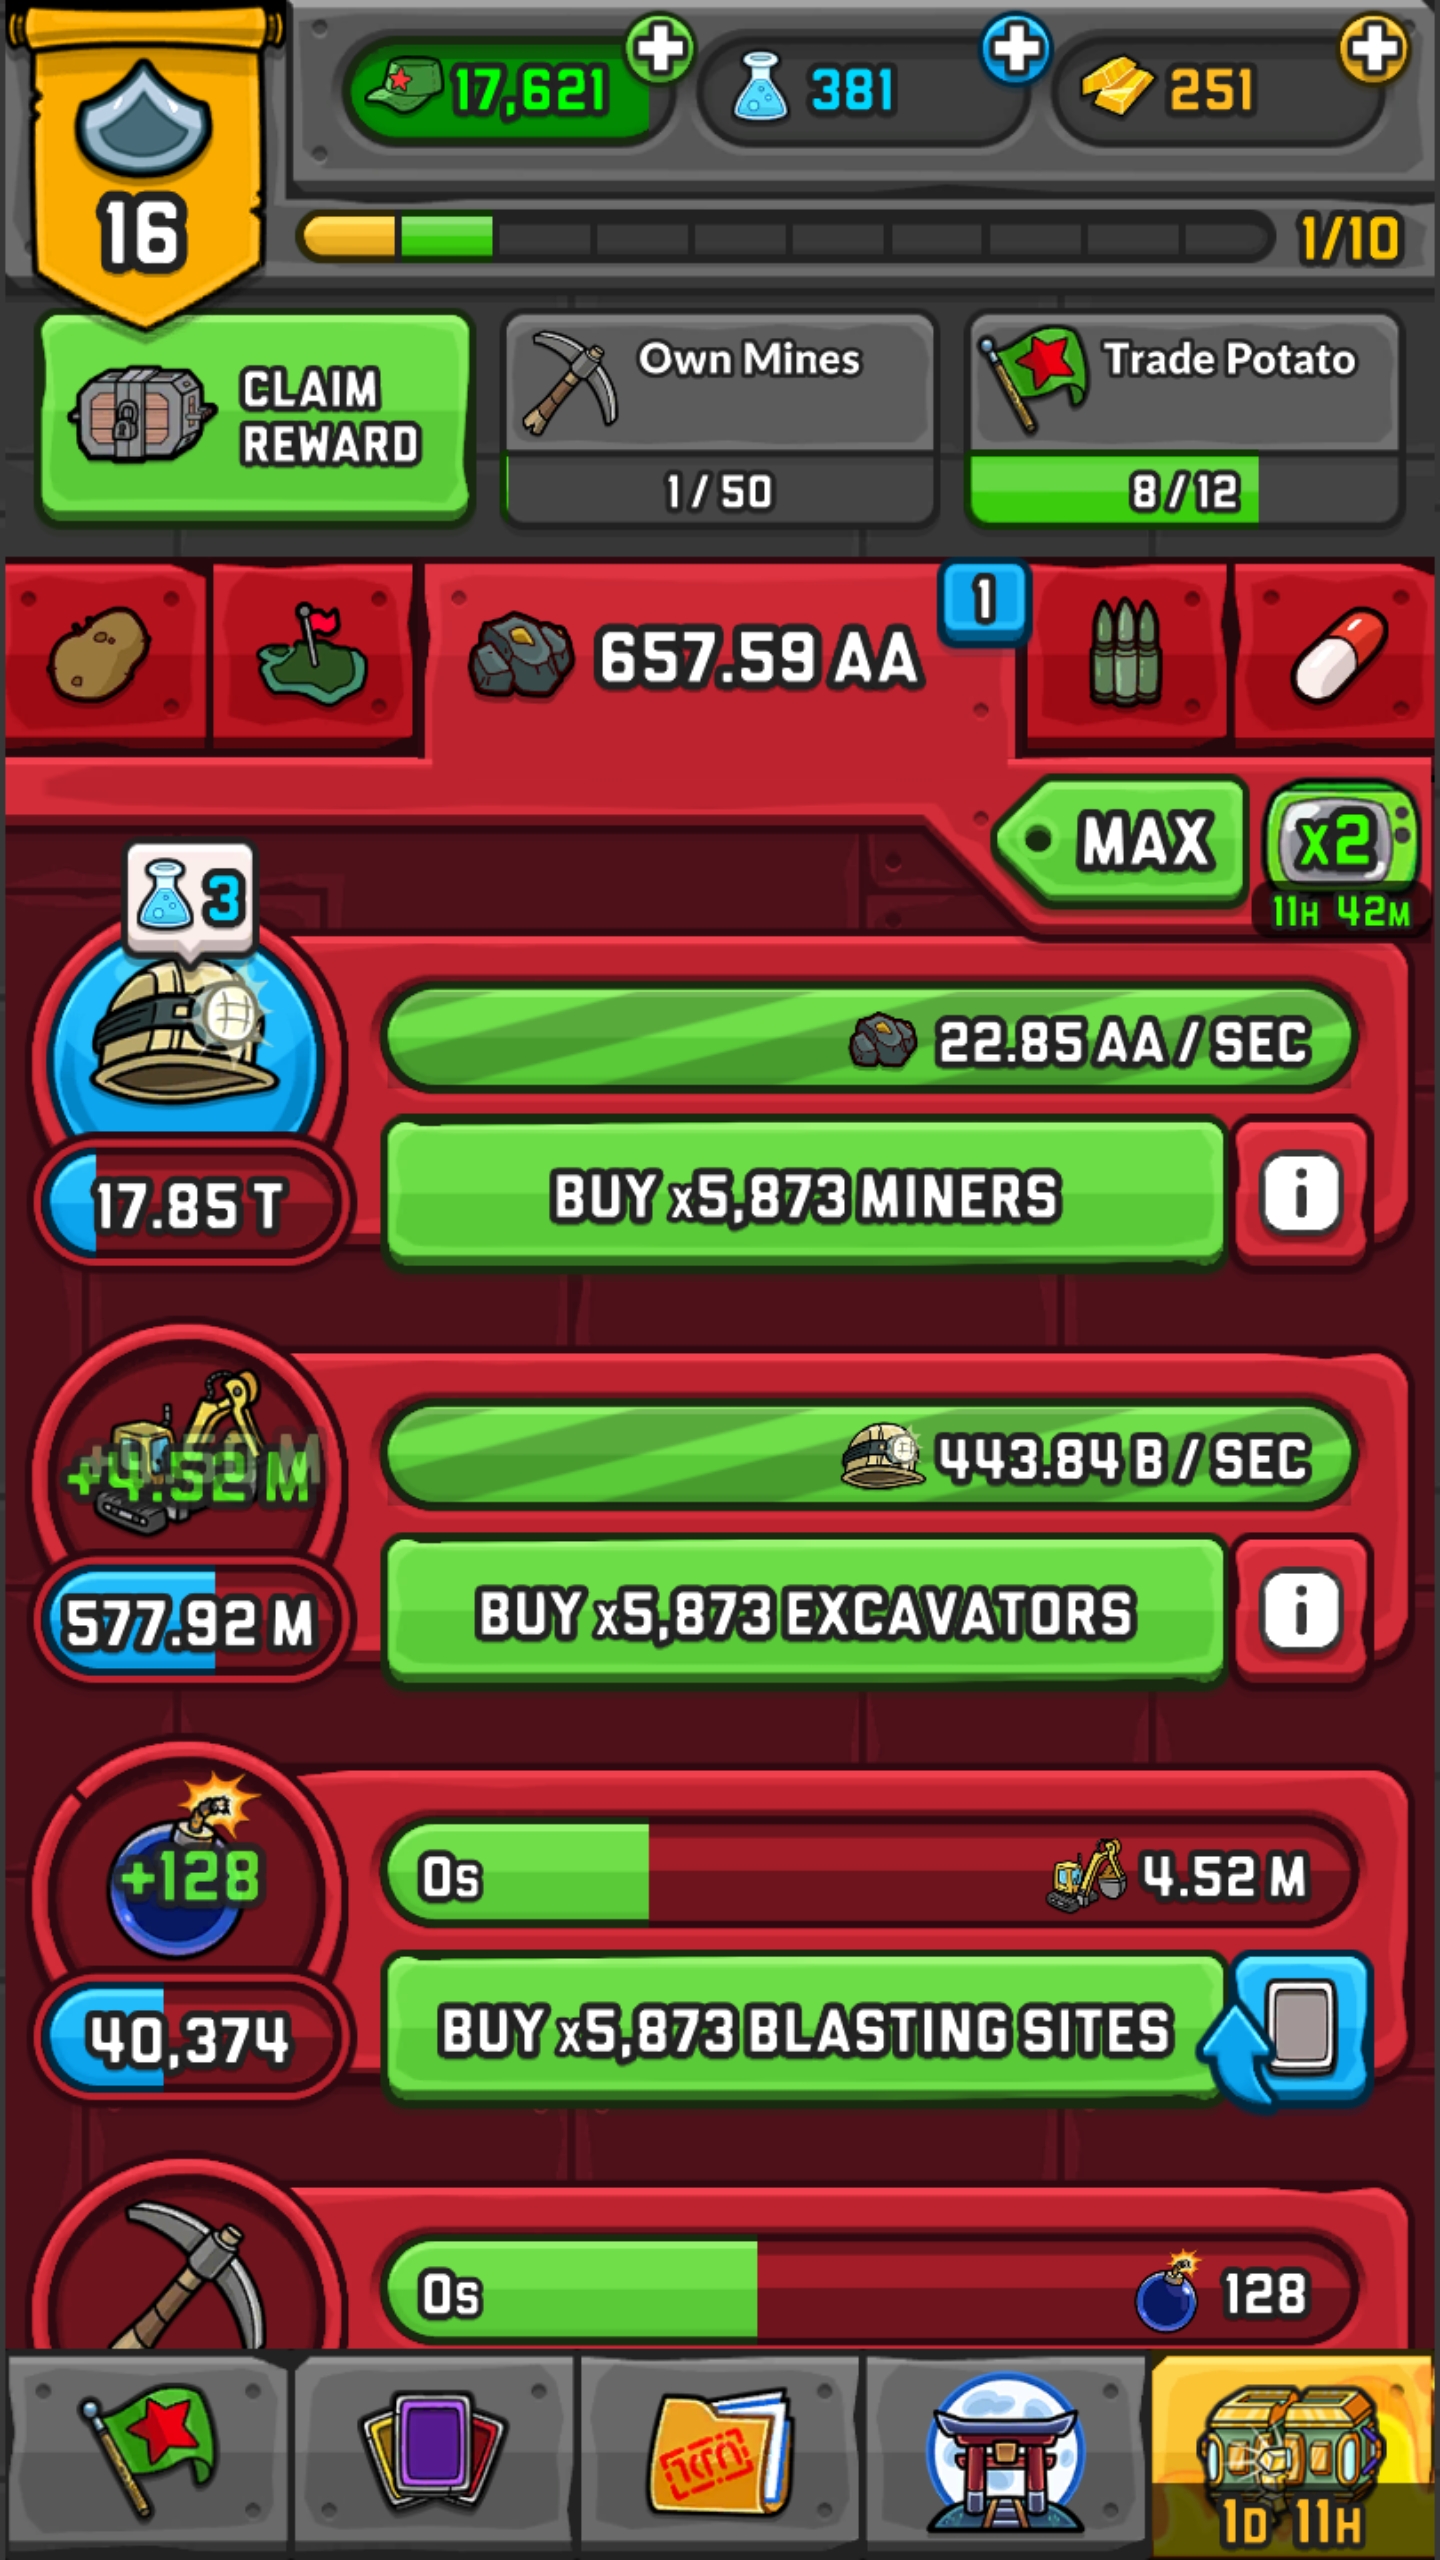 17,621
381
251
16
1/10
CLAIM
REWARD
Own Mines
1 / 50
Trade Potato
8 / 12
657.59 AA
1
MAX
x2
11H 42M
3
22.85 AA / SEC
17.85 T
BUY x5,873 MINERS
i
+4.52 M
443.84 B / SEC
577.92 M
BUY x5,873 EXCAVATORS
i
+128
0s
4.52 M
40,374
BUY x5,873 BLASTING SITES
0s
128
1D 11H